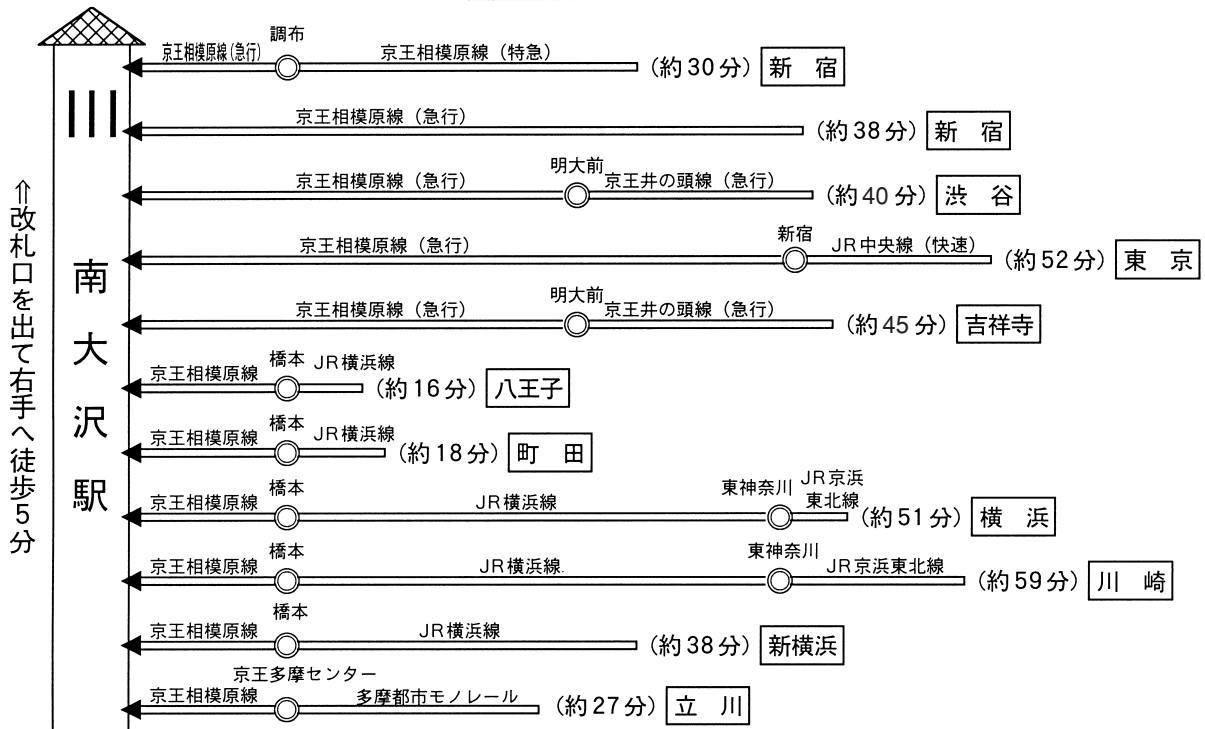 調布
京王相模原線(急行) 京王相模原線(特急) (約30分) 新宿
京王相模原線(急行) (約38分) 新宿
明大前
京王相模原線(急行) 京王井の頭線(急行) (約40分) 渋谷
新宿
京王相模原線(急行) JR中央線(快速) (約52分) 東京
明大前
京王相模原線(急行) 京王井の頭線(急行) (約45分) 吉祥寺
橋本
京王相模原線 JR横浜線 (約16分) 八王子
橋本
京王相模原線 JR横浜線 (約18分) 町田
橋本 東神奈川 JR京浜
京王相模原線 JR横浜線 東北線 (約51分) 横浜
橋本 東神奈川
京王相模原線 JR横浜線 JR京浜東北線 (約59分) 川崎
橋本
京王相模原線 JR横浜線 (約38分) 新横浜
京王多摩センター
京王相模原線 多摩都市モノレール (約27分) 立川
南大沢駅
⇐改札口を出て右手へ徒歩5分